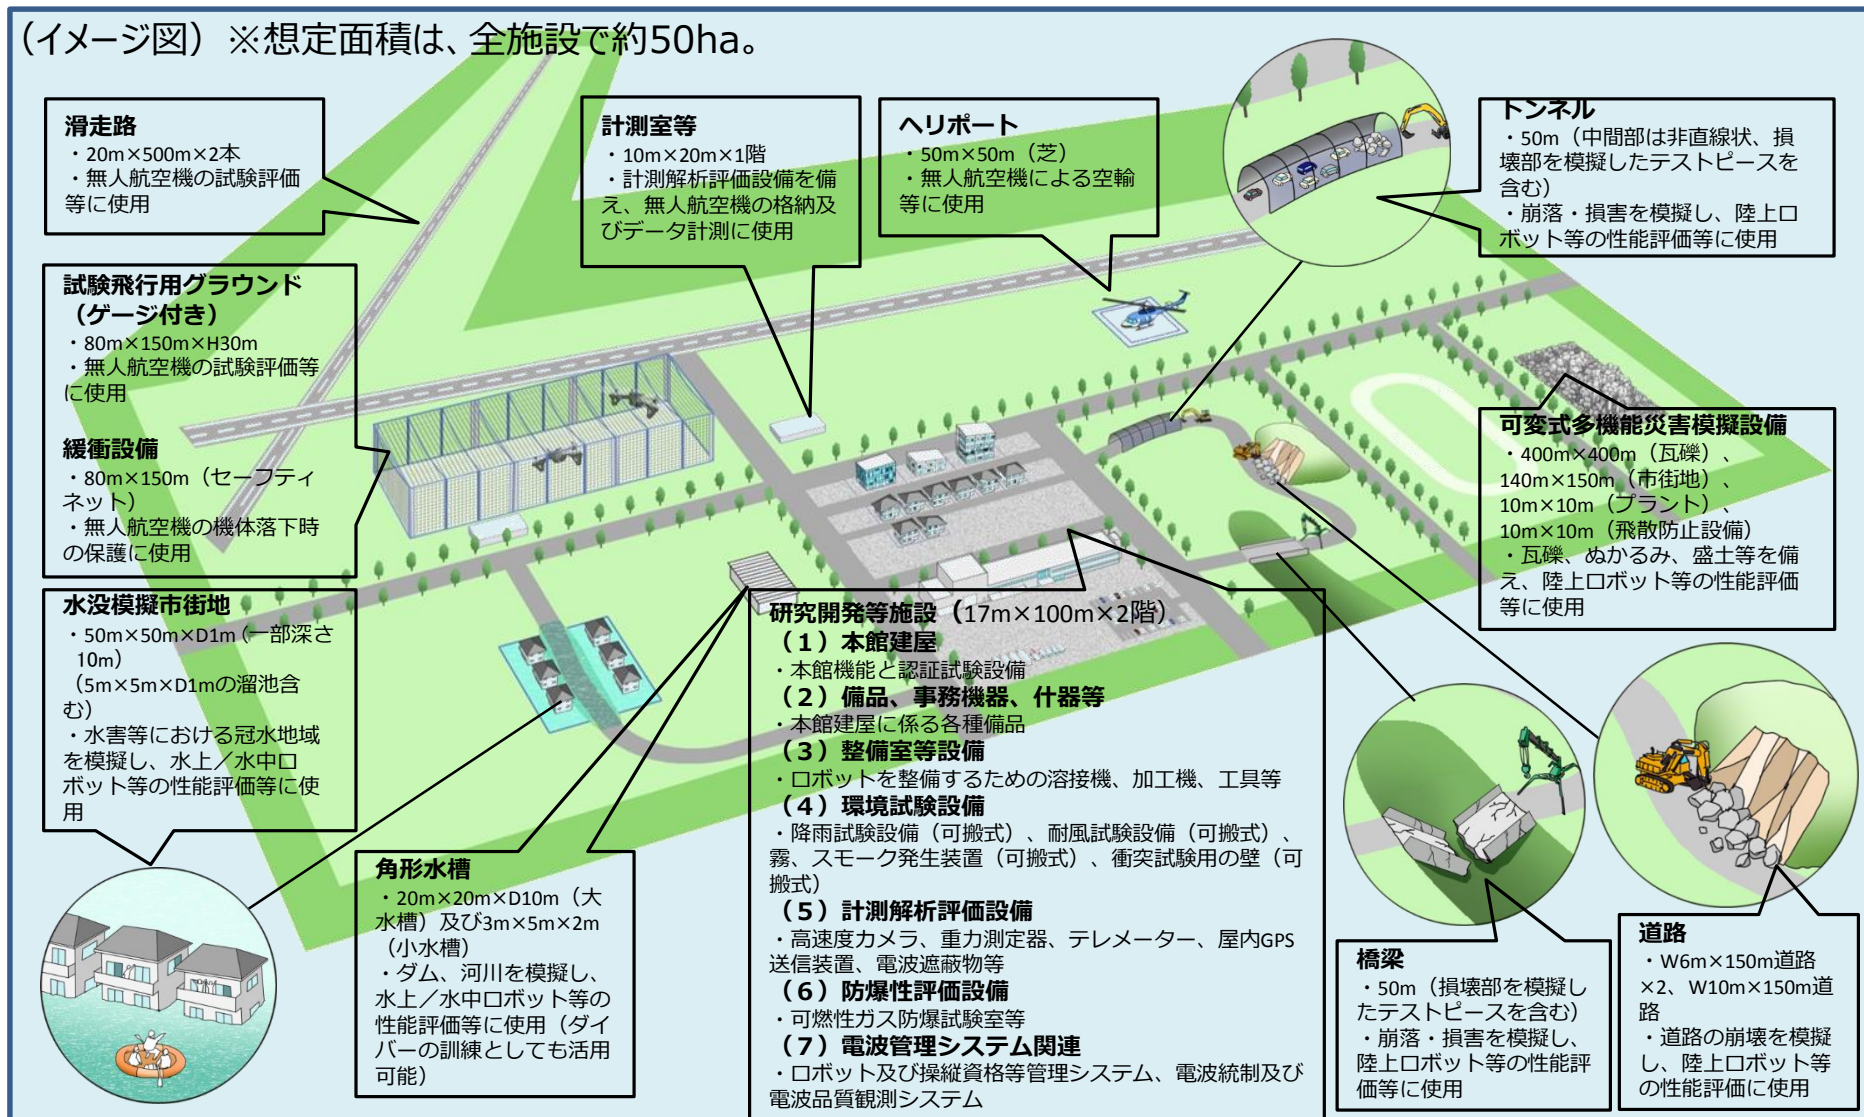 （イメージ図）※想定面積は、全施設で約50ha。
滑走路
・20m×500m×2本
・無人航空機の試験評価
等に使用
計測室等
・10m×20m×1階
・計測解析評価設備を備
え、無人航空機の格納及
びデータ計測に使用
ヘリポート
・50m×50m（芝）
・無人航空機による空輸
等に使用
トンネル
・50m（中間部は非直線状、損
壊部を模擬したテストピースを
含む）
・崩落・損害を模擬し、陸上ロ
ボット等の性能評価等に使用
試験飛行用グラウンド
（ゲージ付き）
・80m×150m×H30m
・無人航空機の試験評価等
に使用
緩衝設備
・80m×150m（セーフティ
ネット）
・無人航空機の機体落下時
の保護に使用
可変式多機能災害模擬設備
・400m×400m（瓦礫）、
140m×150m（市街地）、
10m×10m（プラント）、
10m×10m（飛散防止設備）
・瓦礫、ぬかるみ、盛土等を備
え、陸上ロボット等の性能評価
等に使用
水没模擬市街地
・50m×50m×D1m（一部深さ
10m）
（5m×5m×D1mの溜池含
む）
・水害等における冠水地域
を模擬し、水上／水中ロ
ボット等の性能評価等に使
用
角形水槽
・20m×20m×D10m（大
水槽）及び3m×5m×2m
（小水槽）
・ダム、河川を模擬し、
水上／水中ロボット等の
性能評価等に使用（ダイ
バーの訓練としても活用
可能）
研究開発等施設（17m×100m×2階）
（１）本館建屋
・本館機能と認証試験設備
（２）備品、事務機器、什器等
・本館建屋に係る各種備品
（３）整備室等設備
・ロボットを整備するための溶接機、加工機、工具等
（４）環境試験設備
・降雨試験設備（可搬式）、耐風試験設備（可搬式）、
霧、スモーク発生装置（可搬式）、衝突試験用の壁（可
搬式）
（５）計測解析評価設備
・高速度カメラ、重力測定器、テレメーター、屋内GPS
送信装置、電波遮蔽物等
（６）防爆性評価設備
・可燃性ガス防爆試験室等
（７）電波管理システム関連
・ロボット及び操縦資格等管理システム、電波統制及び
電波品質観測システム
橋梁
・50m（損壊部を模擬し
たテストピースを含む）
・崩落・損害を模擬し、
陸上ロボット等の性能評
価等に使用
道路
・W6m×150m道路
×2、W10m×150m道
路
・道路の崩壊を模擬
し、陸上ロボット等
の性能評価に使用